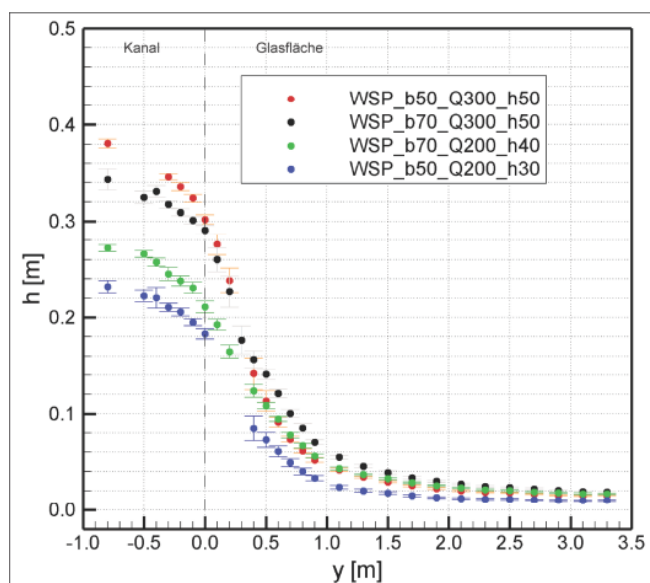 Kanal Glasfläche
WSP_b50_Q300_h50
WSP_b70_Q300_h50
WSP_b70_Q200_h40
WSP_b50_Q200_h30
h [m]
0.5
0.4
0.3
0.2
0.1
0.0
-1.0 -0.5 0.0 0.5 1.0 1.5 2.0 2.5 3.0 3.5
y [m]